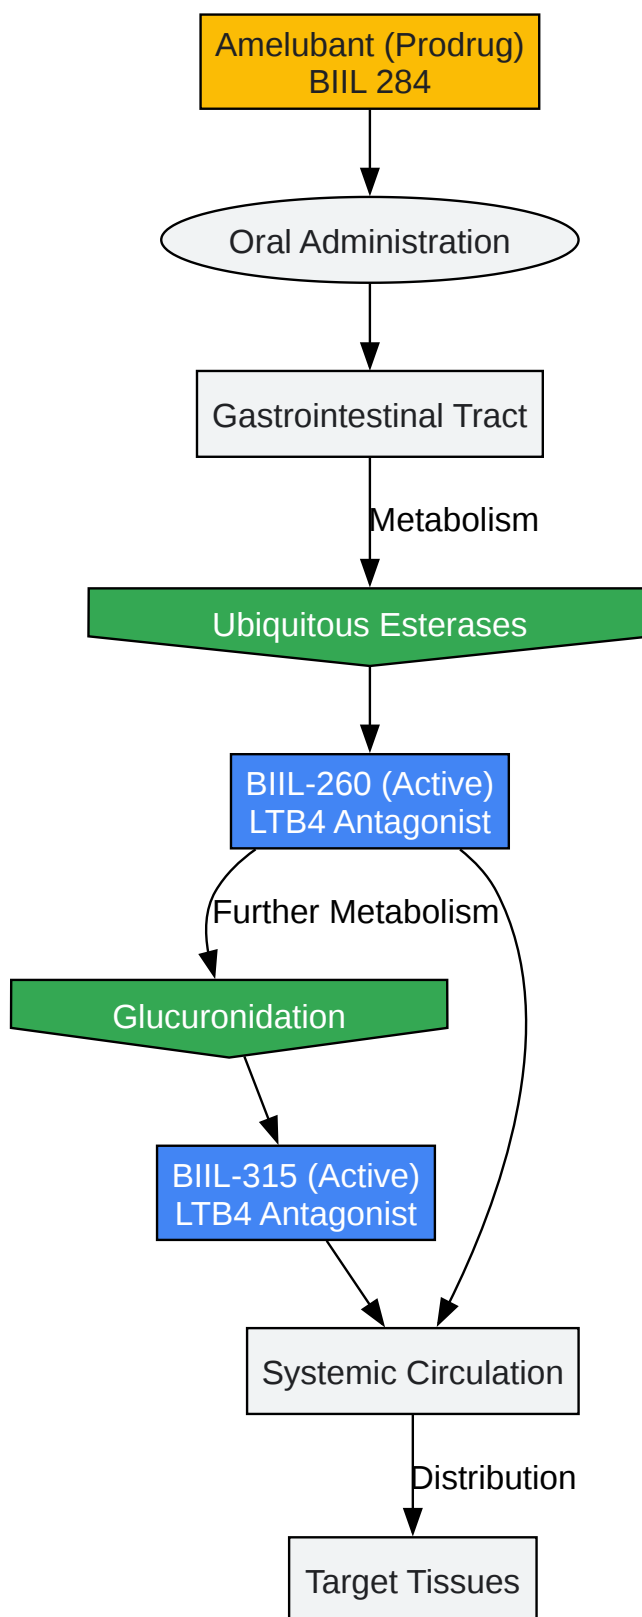 Amelubant (Prodrug)
BIIL 284
Oral Administration
Gastrointestinal Tract
Metabolism
Ubiquitous Esterases
BIIL-260 (Active)
LTB4 Antagonist
Further Metabolism
Glucuronidation
BIIL-315 (Active)
LTB4 Antagonist
Systemic Circulation
Distribution
Target Tissues